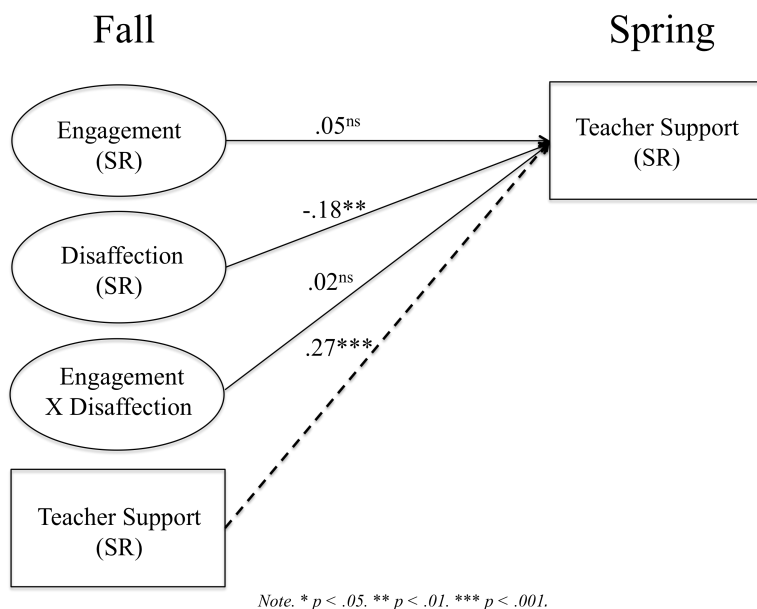 Fall
Spring
Engagement
(SR)
.05ns
Teacher Support
(SR)
-.18**
Disaffection
(SR)
.02ns
.27***
Engagement
X Disaffection
Teacher Support
(SR)
Note. * p < .05. ** p < .01. *** p < .001.